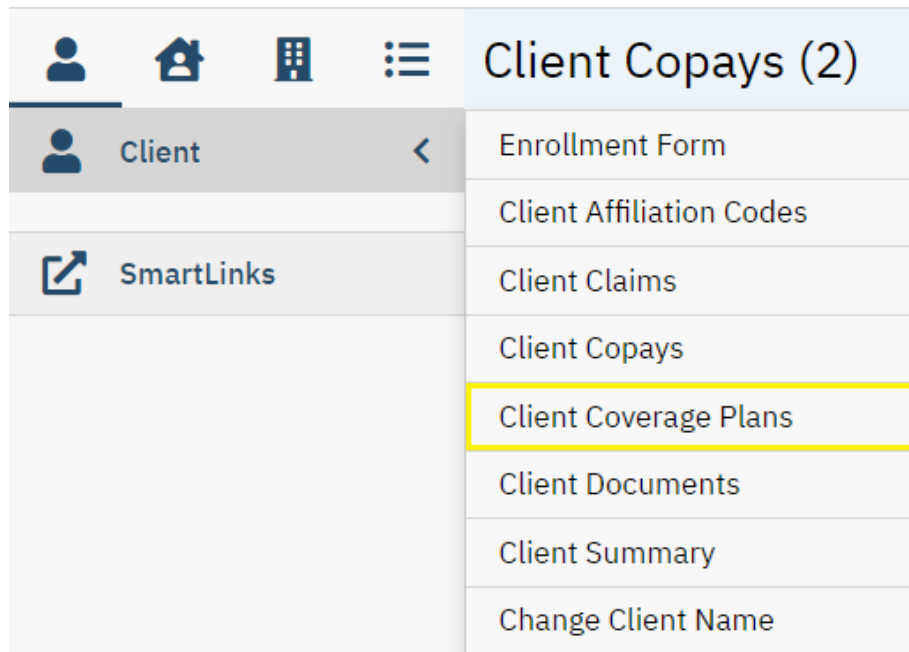 Client Copays (2)
Client
SmartLinks
Enrollment Form
Client Affiliation Codes
Client Claims
Client Copays
Client Coverage Plans
Client Documents
Client Summary
Change Client Name